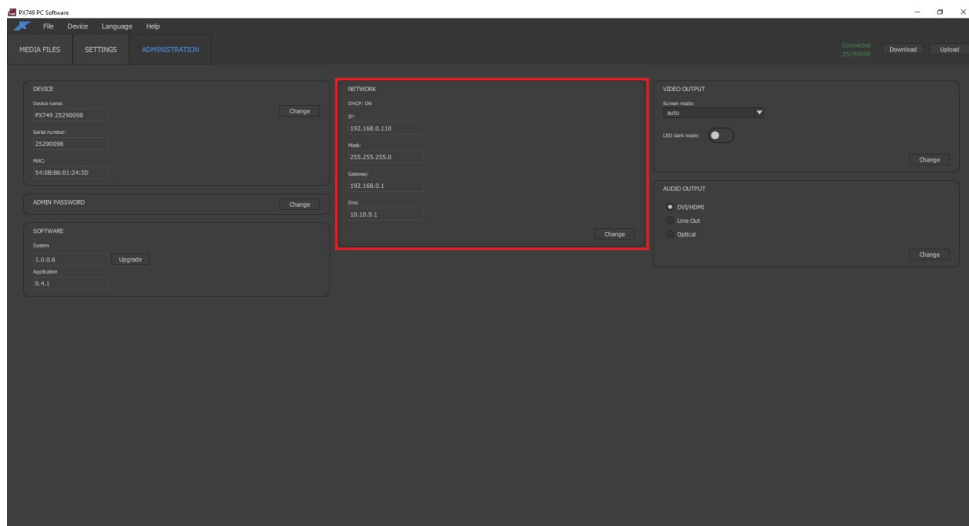 PX749 PC Software
File Device Language Help
MEDIA FILES SETTINGS ADMINISTRATION
Connected
25290098
Download Upload
DEVICE
Device name:
PX749 25290098
Change
Serial number:
25290098
MAC:
54:0B:86:01:24:3D
ADMIN PASSWORD
Change
SOFTWARE
System
1.0.0.6
Upgrade
Application
0.4.1
NETWORK
DHCP: ON
IP:
192.168.0.110
Mask:
255.255.255.0
Gateway:
192.168.0.1
Dns:
10.10.9.1
Change
VIDEO OUTPUT
Screen mode:
auto
LED dark mode:
Change
AUDIO OUTPUT
DVI/HDMI
Line Out
Optical
Change